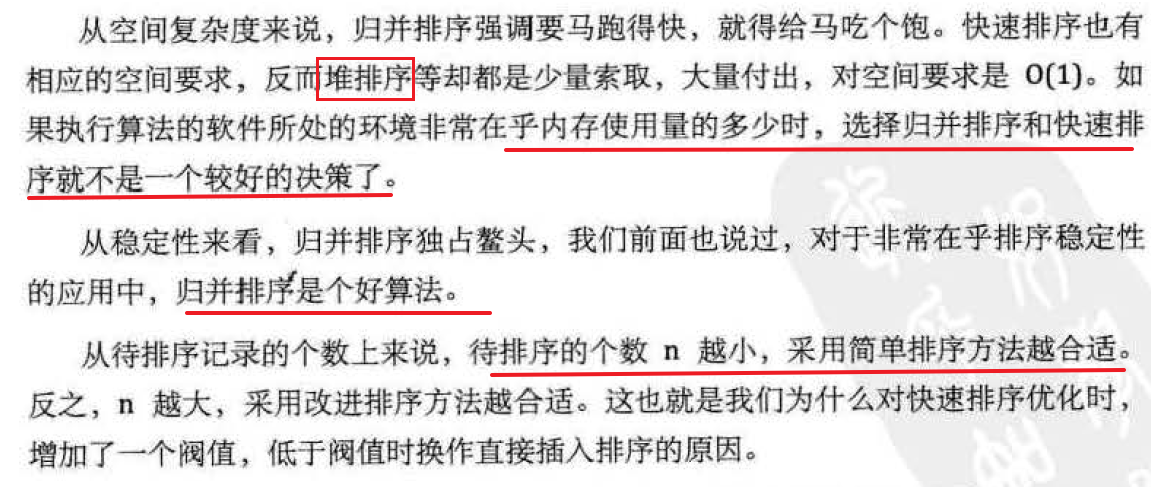 从空间复杂度来说，归并排序强调要马跑得快，就得给马吃个饱。快速排序也有
相应的空间要求，反而堆排序等却都是少量索取，大量付出，对空间要求是 O(1)。如
果执行算法的软件所处的环境非常在乎内存使用量的多少时，选择归并排序和快速排
序就不是一个较好的决策了。
从稳定性来看，归并排序独占鳌头，我们前面也说过，对于非常在乎排序稳定性
的应用中，归并排序是个好算法。
从待排序记录的个数上来说，待排序的个数 n 越小，采用简单排序方法越合适。
反之，n 越大，采用改进排序方法越合适。这也就是我们为什么对快速排序优化时，
增加了一个阀值，低于阀值时换作直接插入排序的原因。